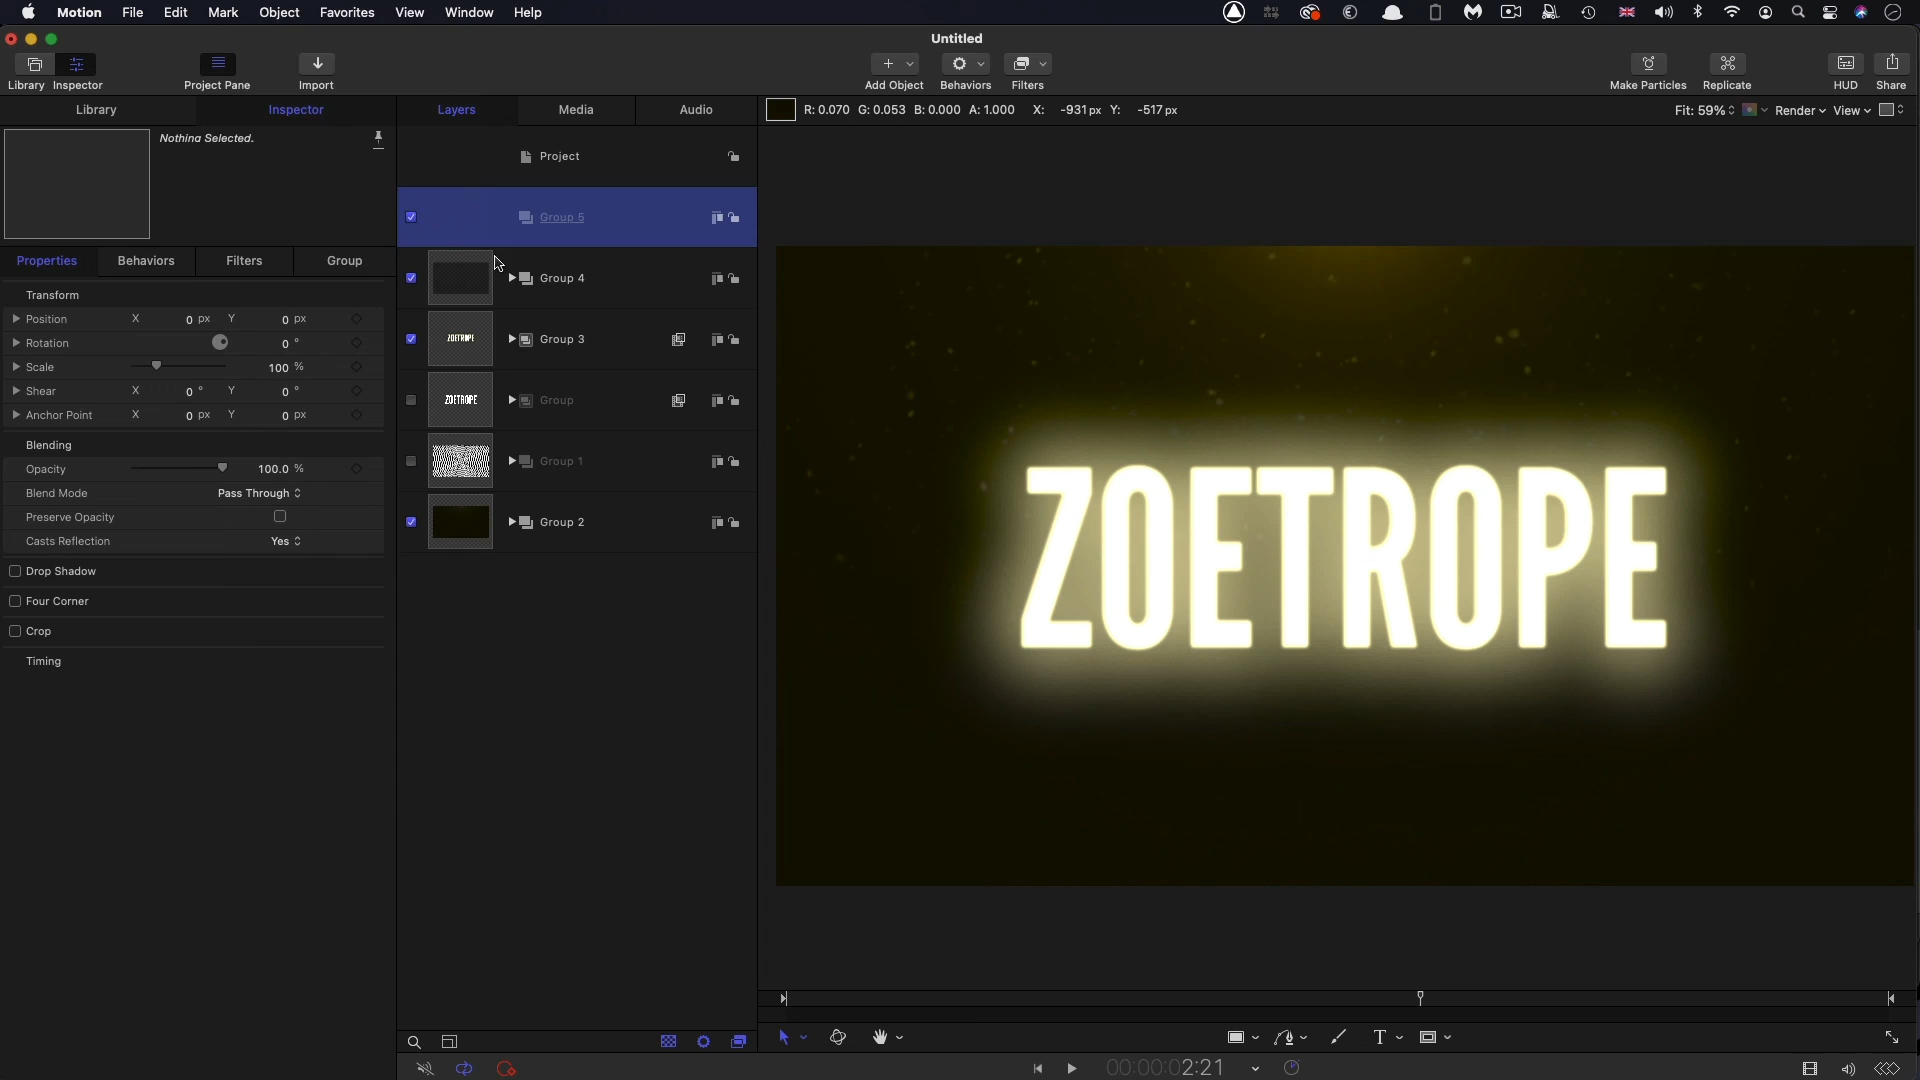 Motion File Edit Mark Object Favorites View Window Help
Untitled
Library Inspector Project Pane Import Add Object Behaviors Filters Make Particles Replicate HUD Share
Library Inspector Layers Media Audio R: 0.070 G: 0.053 B: 0.000 A: 1.000 X: -931 px Y: -517 px Fit: 59% Render View
Nothing Selected.
Project
Group 5
Properties Behaviors Filters Group
Group 4
Transform
Position X 0 px Y 0 px
Rotation 0 °
Group 3
Scale 100 %
Shear X 0 ° Y 0 °
Group
Anchor Point X 0 px Y 0 px
Blending
Group 1
Opacity 100.0 %
Blend Mode Pass Through
Preserve Opacity
Group 2
Casts Reflection Yes
Drop Shadow
Four Corner
Crop
Timing
ZOETROPE
ZOETROPE
ZOETROPE
T
00:00:02:21